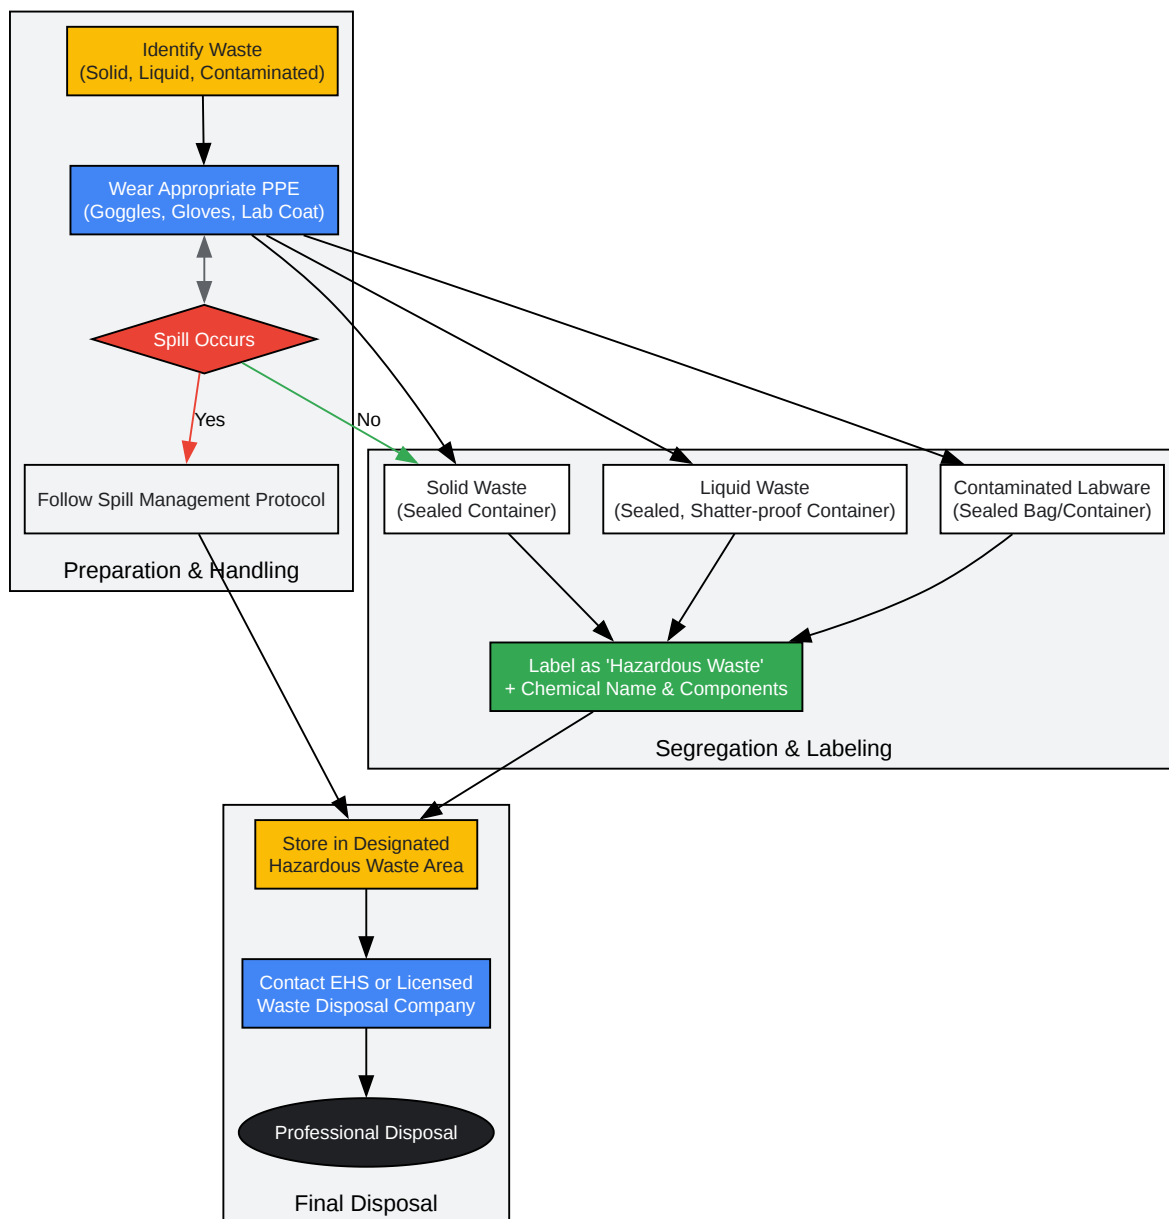 Identify Waste
(Solid, Liquid, Contaminated)
Wear Appropriate PPE
(Goggles, Gloves, Lab Coat)
Spill Occurs
Yes
No
Follow Spill Management Protocol
Preparation & Handling
Solid Waste
(Sealed Container)
Liquid Waste
(Sealed, Shatter-proof Container)
Contaminated Labware
(Sealed Bag/Container)
Label as 'Hazardous Waste'
+ Chemical Name & Components
Segregation & Labeling
Store in Designated
Hazardous Waste Area
Contact EHS or Licensed
Waste Disposal Company
Professional Disposal
Final Disposal